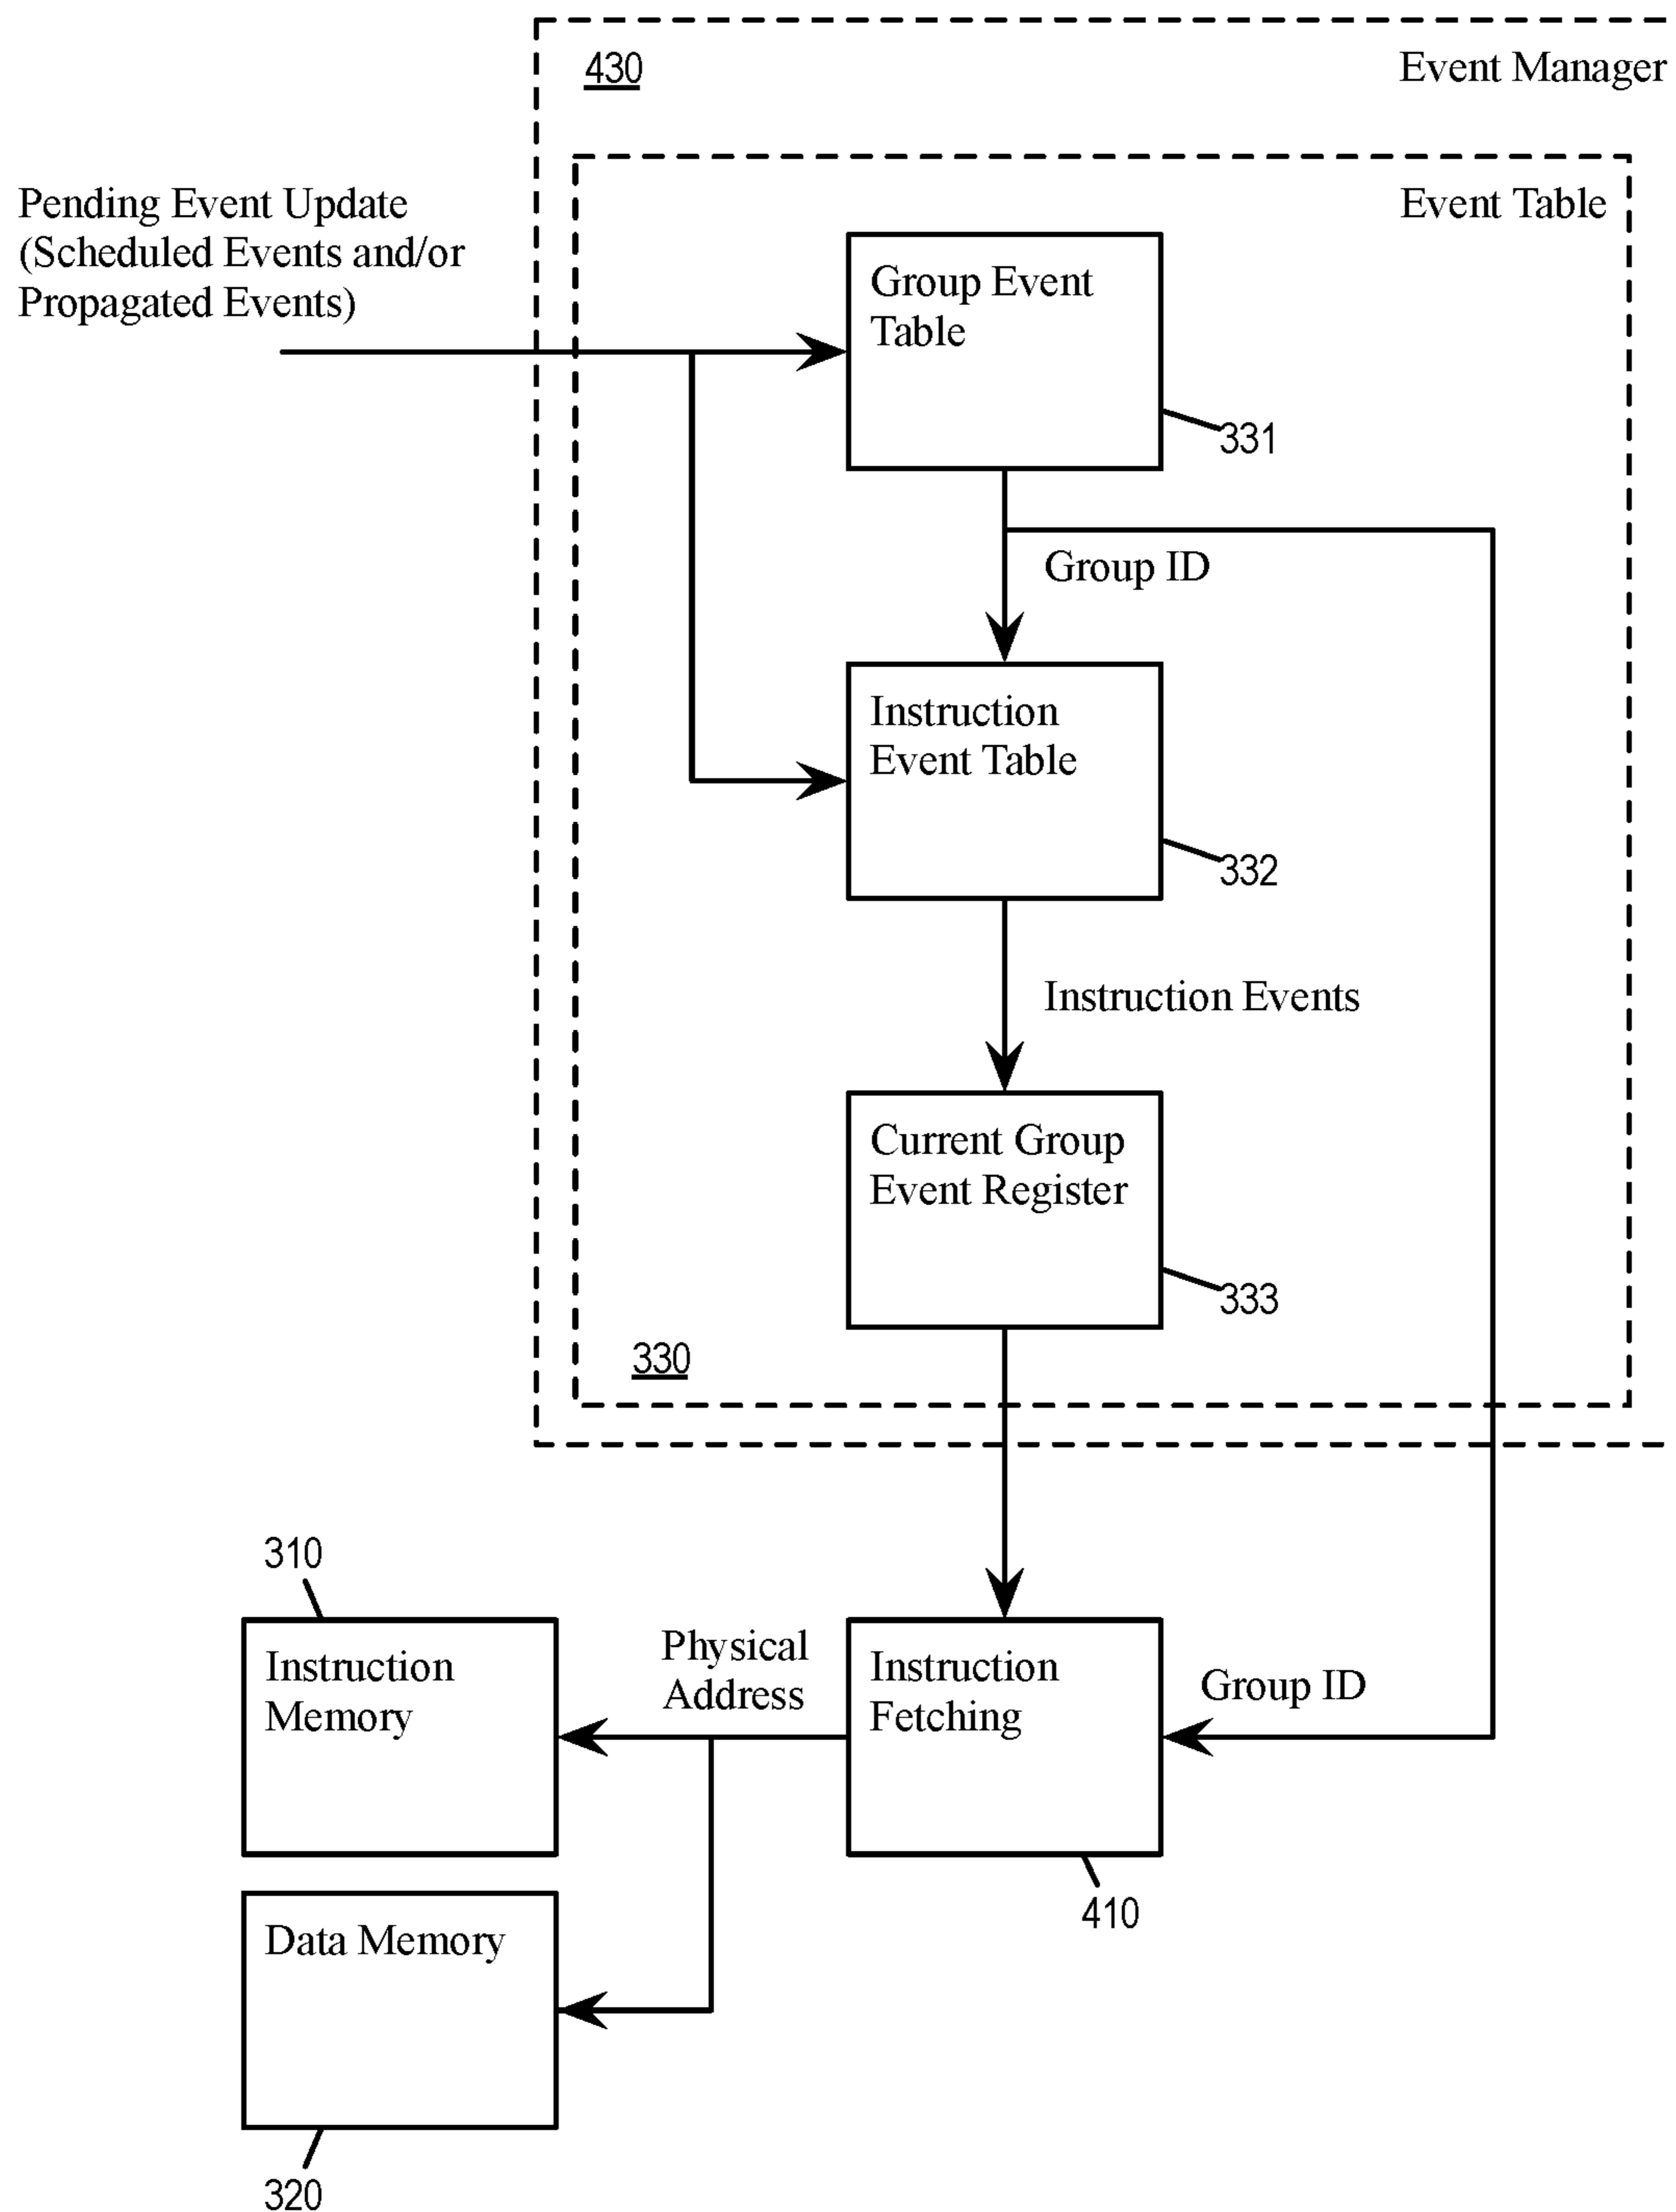 430
Event Manager
Event Table
Pending Event Update
(Scheduled Events and/or
Propagated Events)
Group Event
Table
331
Group ID
Instruction
Event Table
332
Instruction Events
Current Group
Event Register
333
330
310
Instruction
Memory
Physical
Address
Instruction
Fetching
Group ID
410
Data Memory
320